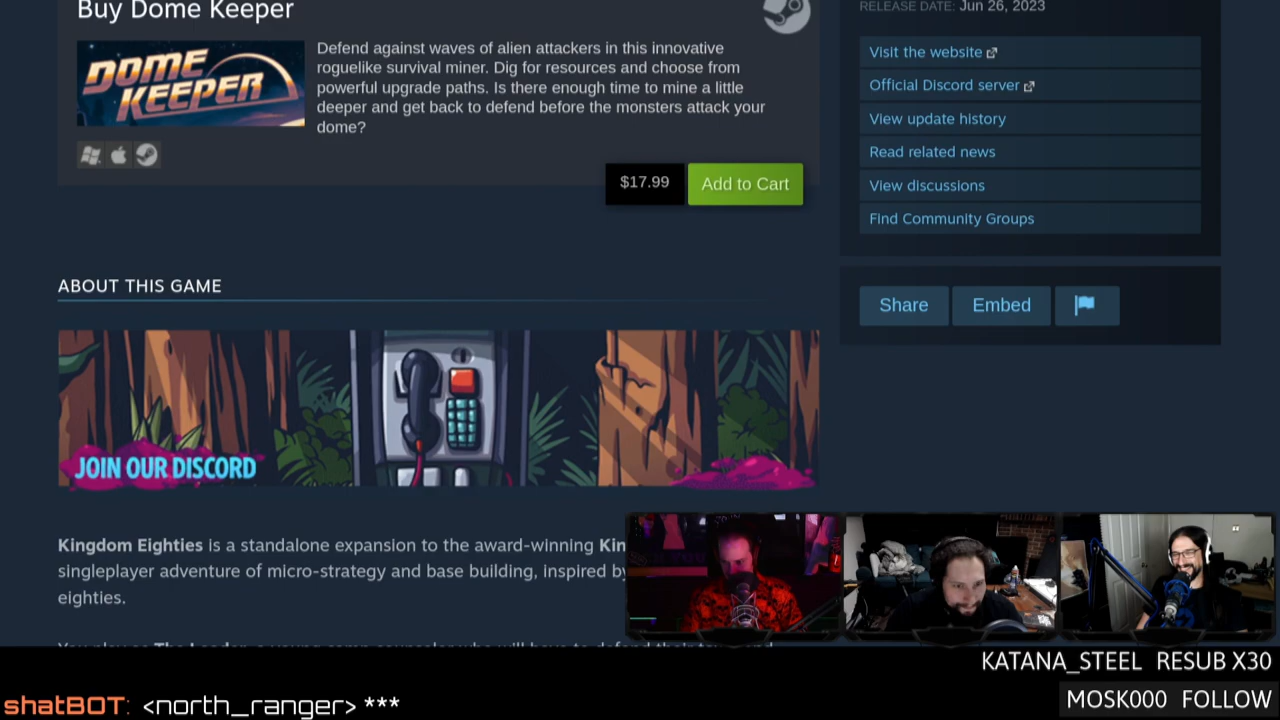 Buy Dome Keeper
DOME KEEPER
Defend against waves of alien attackers in this innovative
roguelike survival miner. Dig for resources and choose from
powerful upgrade paths. Is there enough time to mine a little
deeper and get back to defend before the monsters attack your
dome?
$17.99
Add to Cart
RELEASE DATE: Jun 26, 2023
Visit the website
Official Discord server
View update history
Read related news
View discussions
Find Community Groups
Share
Embed
ABOUT THIS GAME
JOIN OUR DISCORD
Kingdom Eighties is a standalone expansion to the award-winning Kin
singleplayer adventure of micro-strategy and base building, inspired by
eighties.
KATANA_STEEL RESUB X30
shatBOT: <north_ranger> ***
MOSK000 FOLLOW